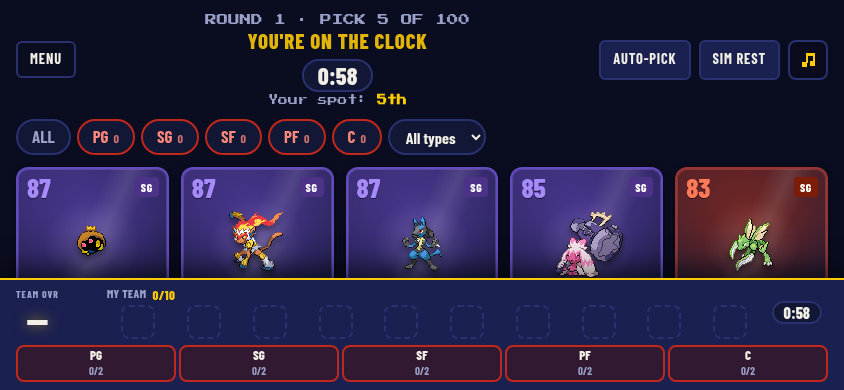 ROUND 1 · PICK 5 OF 100
MENU
YOU'RE ON THE CLOCK
AUTO-PICK
SIM REST
0:58
Your spot: 5th
ALL
PG 0
SG 0
SF 0
PF 0
C 0
All types
87 SG
87 SG
87 SG
85 SG
83 SG
TEAM OVR
MY TEAM 0/10
—
0:58
PG
0/2
SG
0/2
SF
0/2
PF
0/2
C
0/2